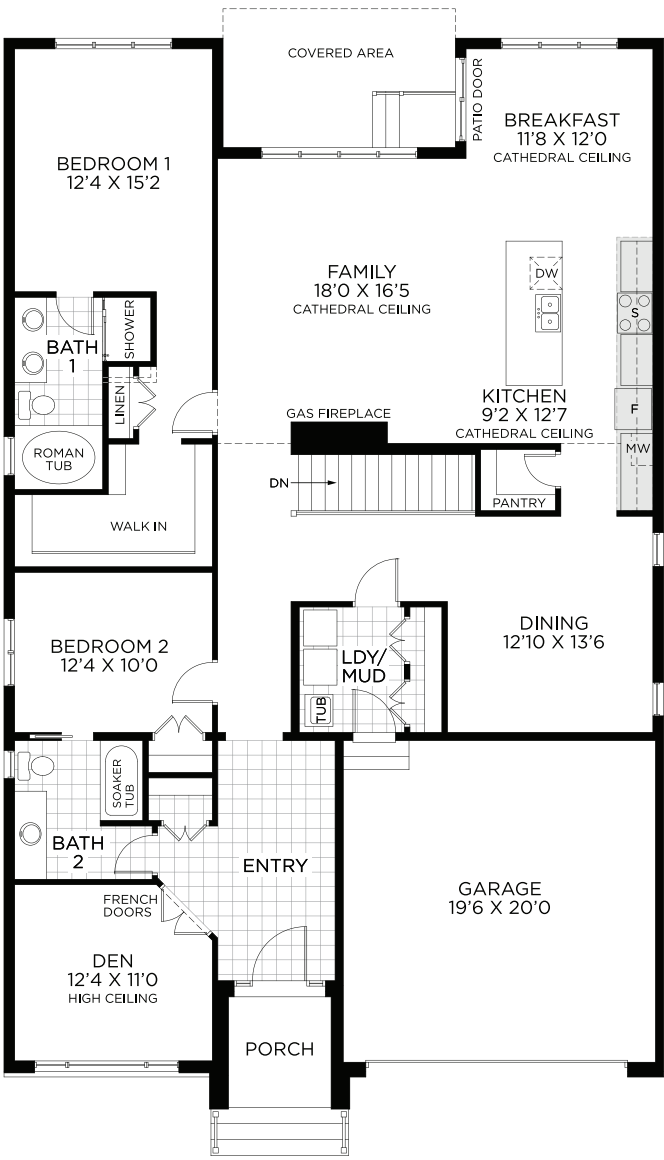 COVERED AREA
PATIO DOOR
BREAKFAST
11'8 X 12'0
CATHEDRAL CEILING
BEDROOM 1
12'4 X 15'2
FAMILY
18'0 X 16'5
CATHEDRAL CEILING
DW
S
SHOWER
BATH
1
LINEN
KITCHEN
9'2 X 12'7
CATHEDRAL CEILING
F
GAS FIREPLACE
MW
ROMAN
TUB
DN
PANTRY
WALK IN
BEDROOM 2
12'4 X 10'0
LDY/
MUD
TUB
DINING
12'10 X 13'6
SOAKER
TUB
BATH
2
ENTRY
FRENCH
DOORS
GARAGE
19'6 X 20'0
DEN
12'4 X 11'0
HIGH CEILING
PORCH